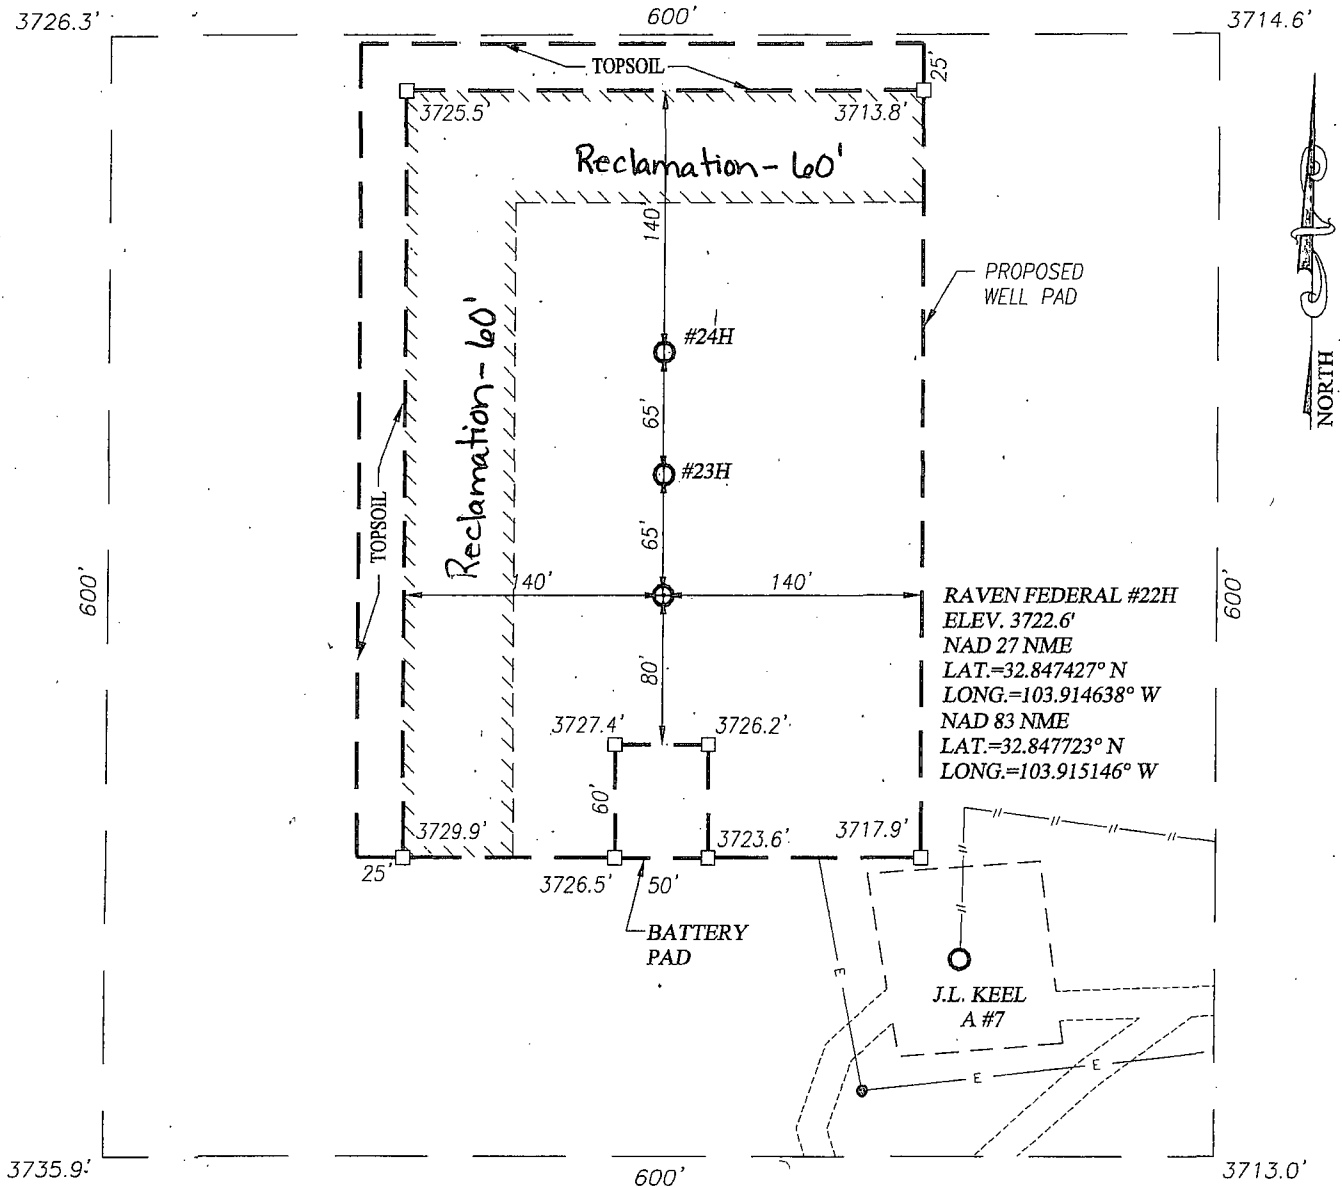 3726.3'
600'
3714.6'
TOPSOIL
25'
3725.5'
3713.8'
Reclamation - 60'
140'
PROPOSED
WELL PAD
#24H
NORTH
65'
Reclamation - 60'
#23H
TOPSOIL
65'
600'
140'
140'
600'
RAVEN FEDERAL #22H
ELEV. 3722.6'
NAD 27 NME
LAT.=32.847427° N
LONG.=103.914638° W
NAD 83 NME
LAT.=32.847723° N
LONG.=103.915146° W
80'
3727.4'
3726.2'
60'
3729.9'
3723.6'
3717.9'
25'
3726.5'
50'
BATTERY
PAD
E
J.L. KEEL
A #7
E
E
3735.9'
600'
3713.0'